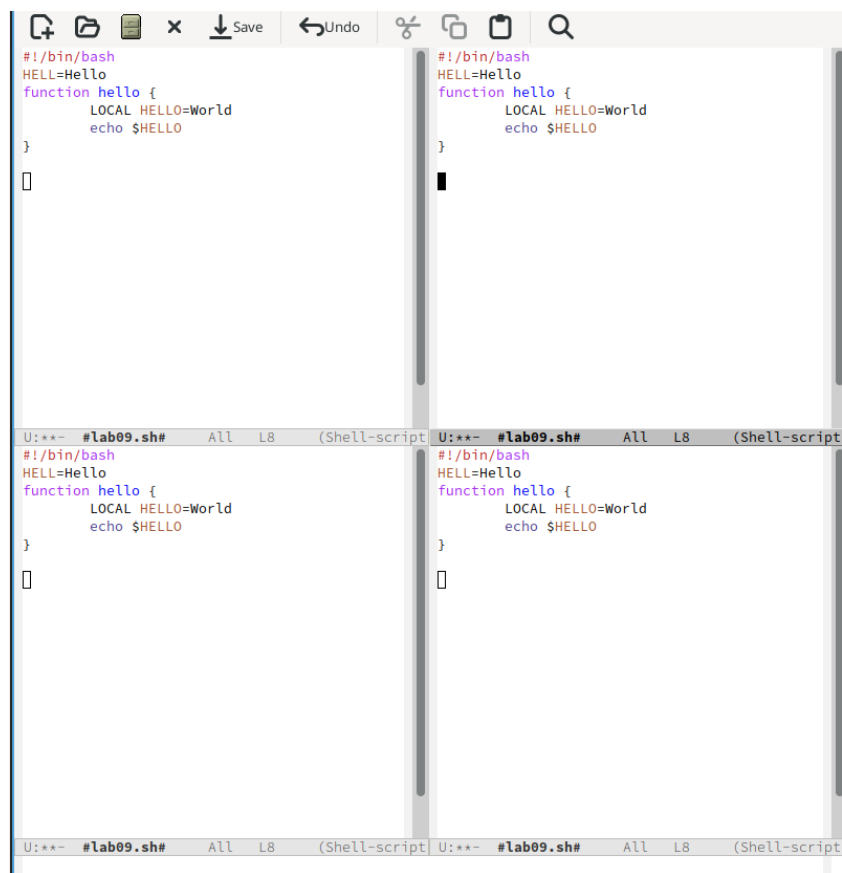 Save Undo
#!/bin/bash
HELL=Hello
function hello {
        LOCAL HELLO=World
        echo $HELLO
}
U:**-  #lab09.sh#      All   L8      (Shell-script
#!/bin/bash
HELL=Hello
function hello {
        LOCAL HELLO=World
        echo $HELLO
}
U:**-  #lab09.sh#      All   L8      (Shell-script
#!/bin/bash
HELL=Hello
function hello {
        LOCAL HELLO=World
        echo $HELLO
}
U:**-  #lab09.sh#      All   L8      (Shell-script
#!/bin/bash
HELL=Hello
function hello {
        LOCAL HELLO=World
        echo $HELLO
}
U:**-  #lab09.sh#      All   L8      (Shell-script